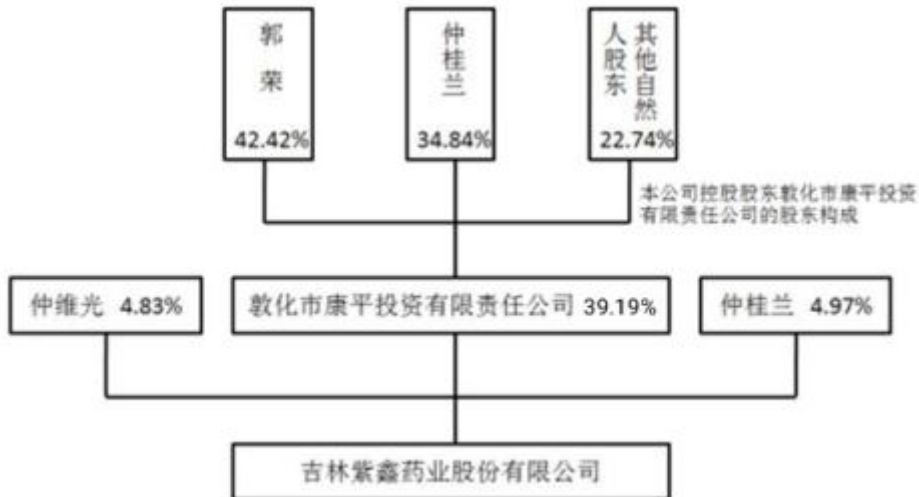 郭荣
42.42%
仲桂兰
34.84%
其他自然
人股东
22.74%
本公司控股股东敦化市康平投资
有限责任公司的股东构成
仲维光 4.83%
敦化市康平投资有限责任公司 39.19%
仲桂兰 4.97%
吉林紫鑫药业股份有限公司